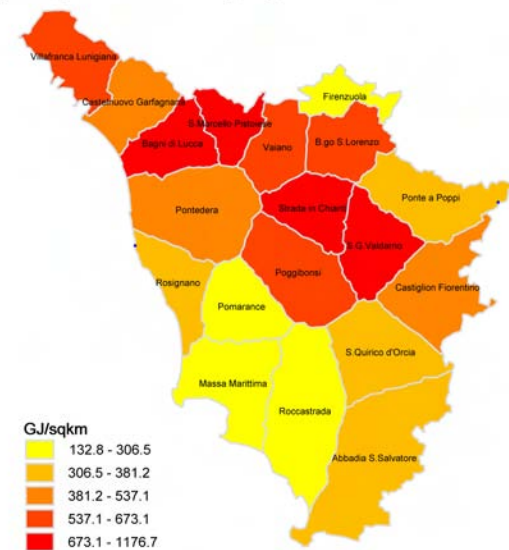 Villafranca Lunigiana
Castelnuovo Garfagnana
Firenzuola
S.Marcello Pistoiese
Bagni di Lucca
Vaiano
B.go S.Lorenzo
Ponte a Poppi
Pontedera
Strada in Chianti
S.G.Valdarno
Rosignano
Poggibonsi
Castiglion Fiorentino
Pomarance
S.Quirico d'Orcia
Massa Marittima
Roccastrada
Abbadia S.Salvatore
GJ/sqkm
132.8 - 306.5
306.5 - 381.2
381.2 - 537.1
537.1 - 673.1
673.1 - 1176.7